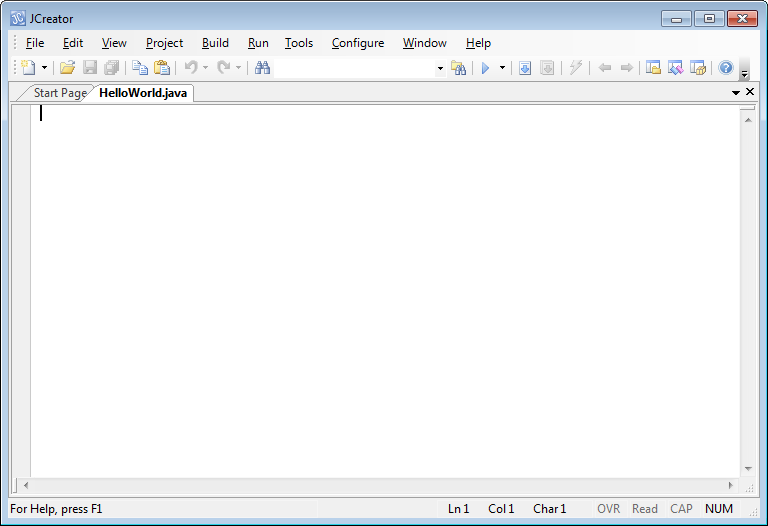 JCreator
File Edit View Project Build Run Tools Configure Window Help
Start Page HelloWorld.java
For Help, press F1 Ln 1 Col 1 Char 1 OVR Read CAP NUM